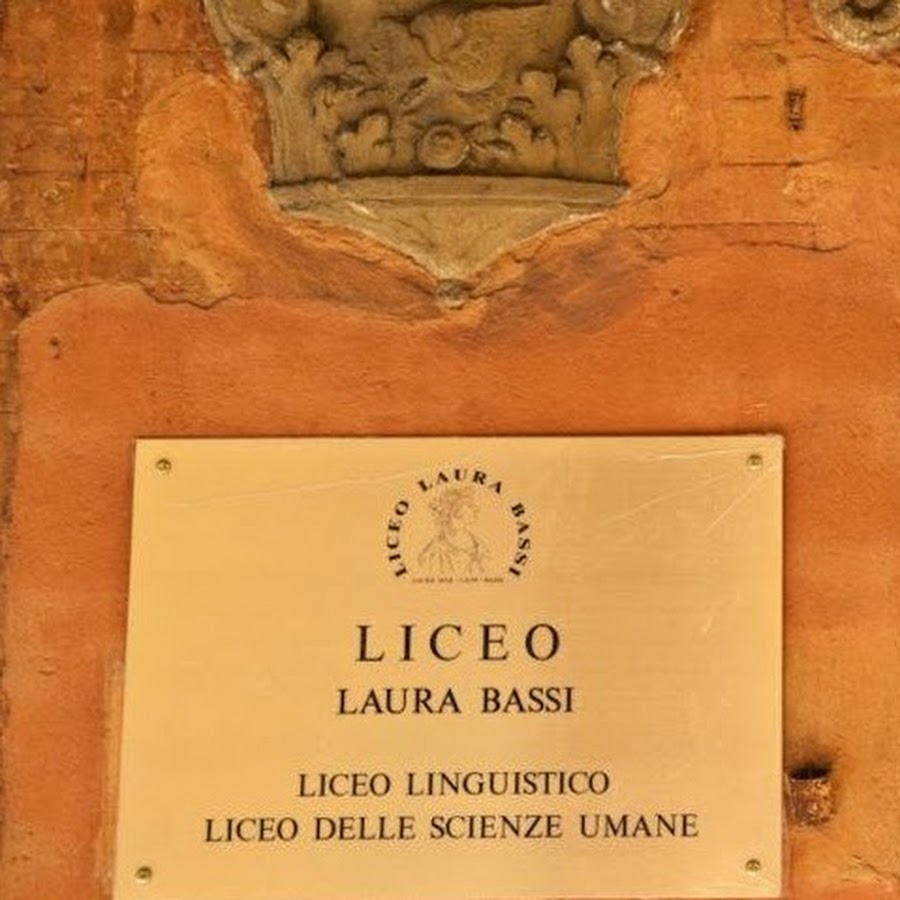 LICEO LAURA BASSI
LICEO
LAURA BASSI
LICEO LINGUISTICO
LICEO DELLE SCIENZE UMANE